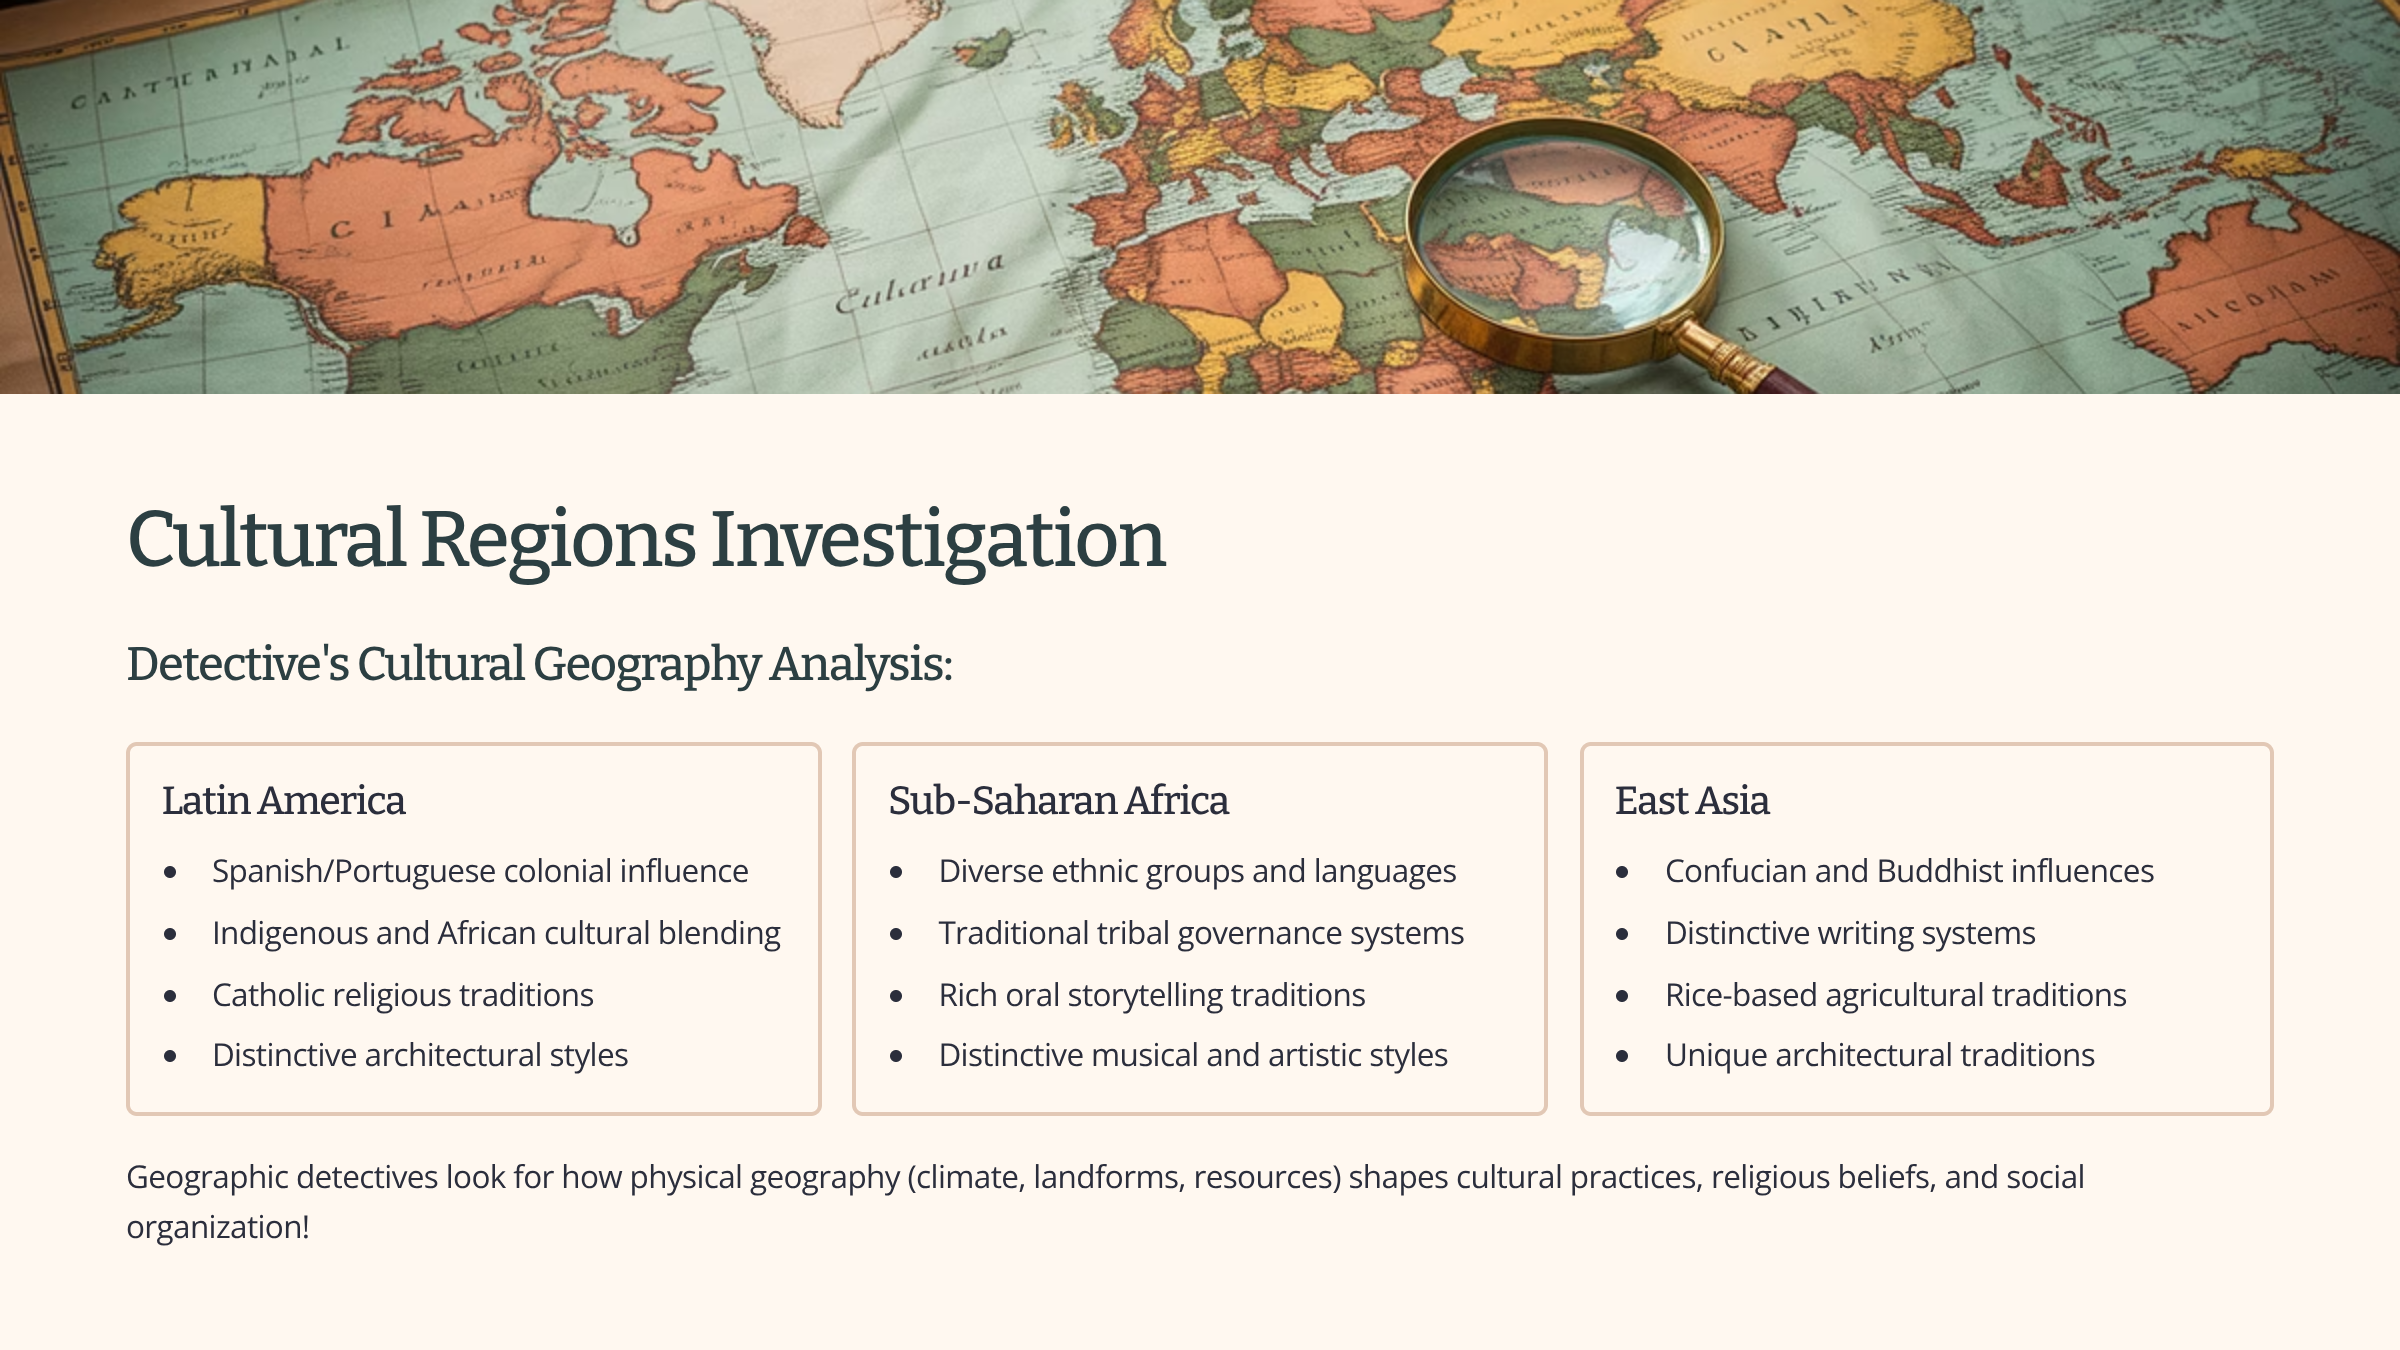 Cultural Regions Investigation
Detective's Cultural Geography Analysis:
Latin America
• Spanish/Portuguese colonial influence
• Indigenous and African cultural blending
• Catholic religious traditions
• Distinctive architectural styles
Sub-Saharan Africa
• Diverse ethnic groups and languages
• Traditional tribal governance systems
• Rich oral storytelling traditions
• Distinctive musical and artistic styles
East Asia
• Confucian and Buddhist influences
• Distinctive writing systems
• Rice-based agricultural traditions
• Unique architectural traditions
Geographic detectives look for how physical geography (climate, landforms, resources) shapes cultural practices, religious beliefs, and social
organization!